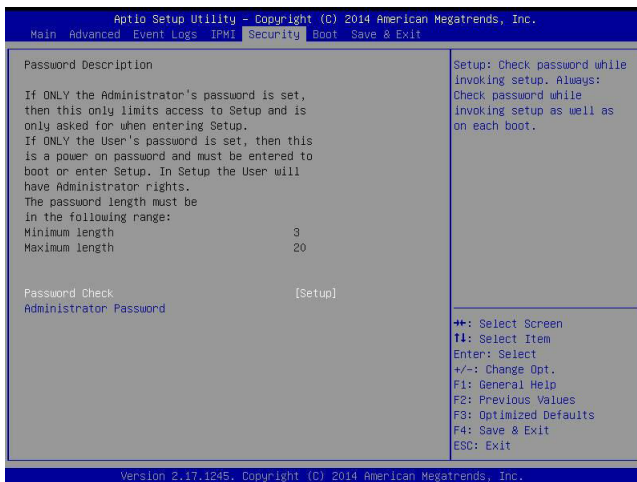 Aptio Setup Utility – Copyright (C) 2014 American Megatrends, Inc.
Main Advanced Event Logs IPMI Security Boot Save & Exit
Password Description
If ONLY the Administrator's password is set,
then this only limits access to Setup and is
only asked for when entering Setup.
If ONLY the User's password is set, then this
is a power on password and must be entered to
boot or enter Setup. In Setup the User will
have Administrator rights.
The password length must be
in the following range:
Minimum length 3
Maximum length 20
Password Check [Setup]
Administrator Password
Setup: Check password while
invoking setup. Always:
Check password while
invoking setup as well as
on each boot.
→←: Select Screen
↑↓: Select Item
Enter: Select
+/-: Change Opt.
F1: General Help
F2: Previous Values
F3: Optimized Defaults
F4: Save & Exit
ESC: Exit
Version 2.17.1245. Copyright (C) 2014 American Megatrends, Inc.